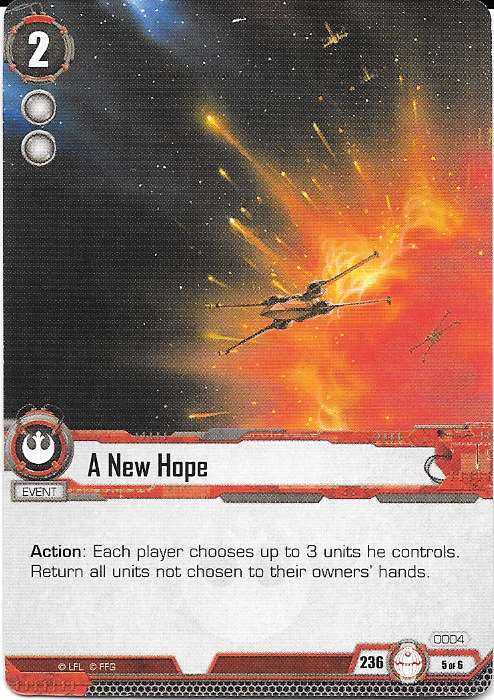 2
A New Hope
EVENT
Action: Each player chooses up to 3 units he controls.
Return all units not chosen to their owners' hands.
0004
236
5 OF 6
© LFL © FFG